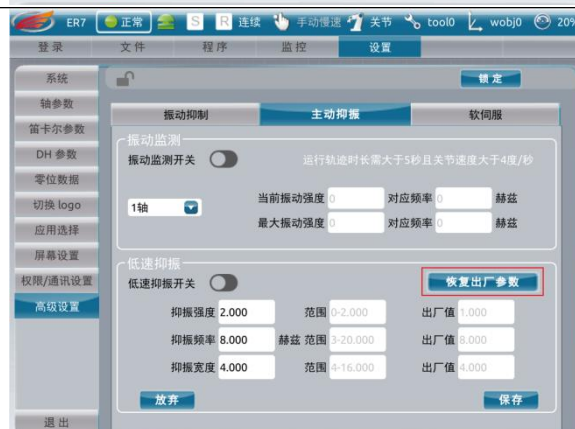 ER7 正常 S R 连续 手动慢速 关节 tool0 wobj0 20%
登录 文件 程序 监控 设置
系统
锁定
轴参数
振动抑制 主动抑振 软伺服
笛卡尔参数
振动监测
DH 参数
振动监测开关 运行轨迹时长需大于5秒且关节速度大于4度/秒
零位数据
切换 logo
1轴 当前振动强度 0 对应频率 0 赫兹
应用选择
最大振动强度 0 对应频率 0 赫兹
屏幕设置
低速抑振
权限/通讯设置
低速抑振开关 恢复出厂参数
高级设置
抑振强度 2.000 范围 0-2.000 出厂值 1.000
抑振频率 8.000 赫兹 范围 3-20.000 出厂值 8.000
抑振宽度 4.000 范围 4-16.000 出厂值 4.000
放弃 保存
退出